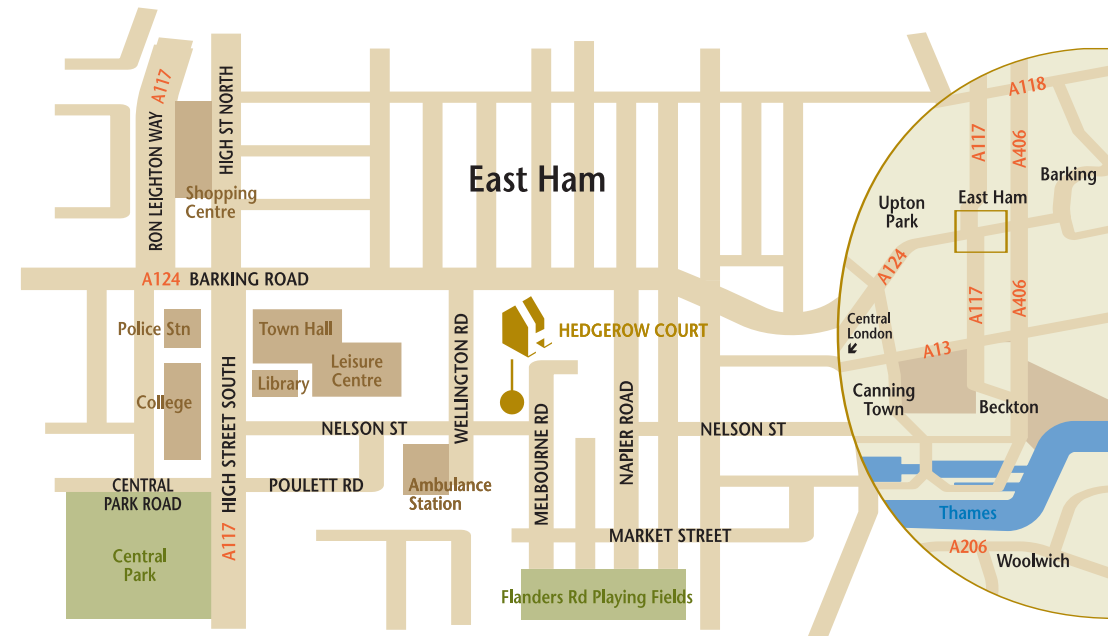 A117
RON LEIGHTON WAY
HIGH ST NORTH
Shopping
Centre
East Ham
A124 BARKING ROAD
Police Stn
Town Hall
Leisure
Centre
Library
College
HIGH STREET SOUTH
A117
WELLINGTON RD
HEDGEROW COURT
NELSON ST
MELBOURNE RD
NAPIER ROAD
NELSON ST
CENTRAL
PARK ROAD
POULETT RD
Ambulance
Station
MARKET STREET
Central
Park
Flanders Rd Playing Fields
A118
A117
A406
Barking
East Ham
Upton
Park
A124
A117
A406
Central
London
A13
Canning
Town
Beckton
Thames
A206
Woolwich